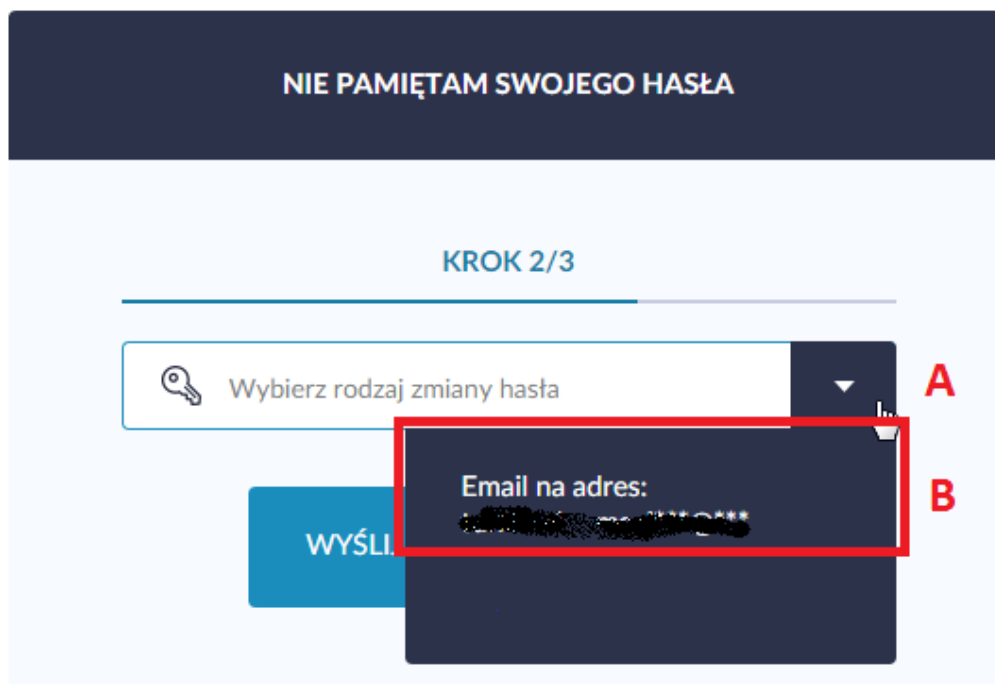 NIE PAMIĘTAM SWOJEGO HASŁA
KROK 2/3
Wybierz rodzaj zmiany hasła
A
Email na adres:
B